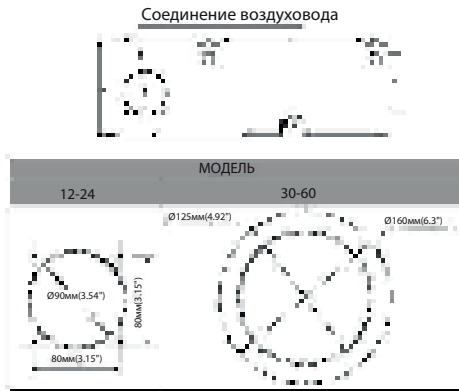 Соединение воздуховода
МОДЕЛЬ
12-24
30-60
Ø125мм(4.92")
Ø160мм(6.3")
Ø90мм(3.54")
80мм(3.15")
80мм(3.15")